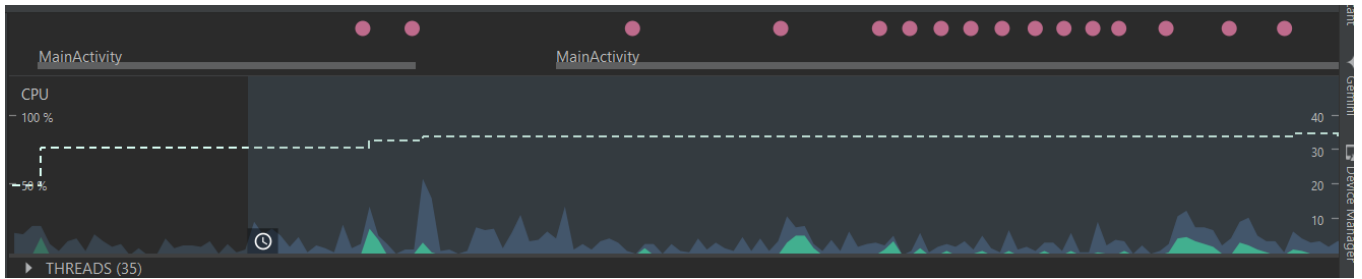 MainActivity
MainActivity
CPU
100 %
50 %
40
30
20
10
THREADS (35)
Gemini
Device Manager